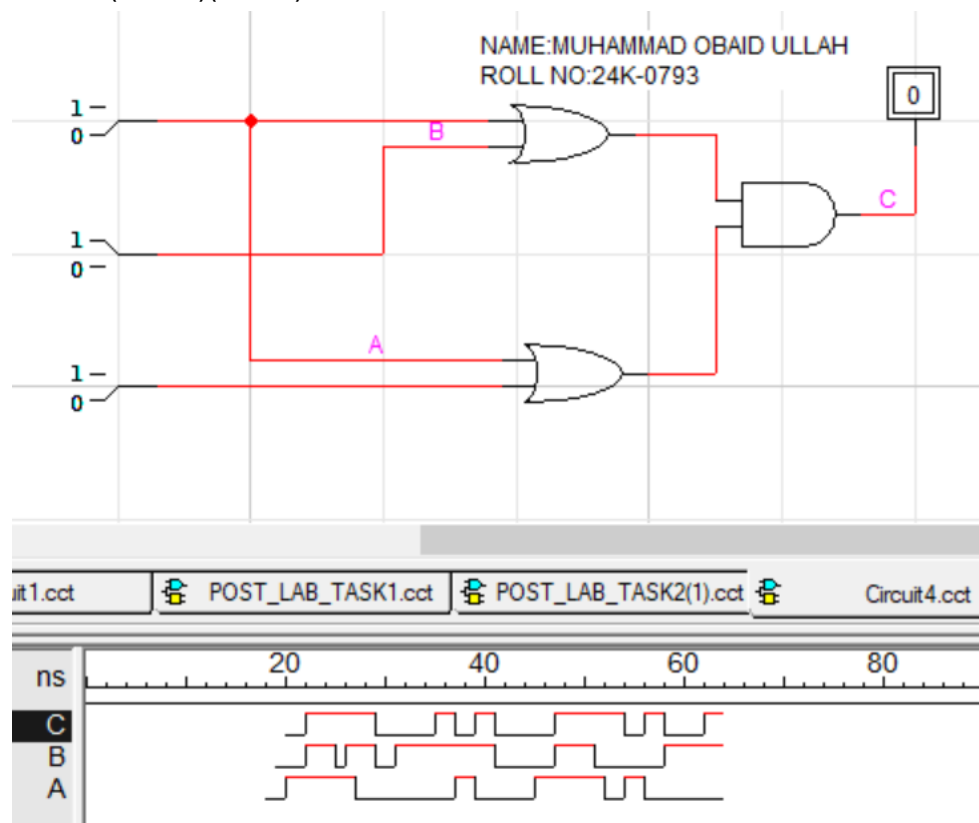 NAME:MUHAMMAD OBAID ULLAH
ROLL NO:24K-0793
0
1
0
B
C
1
0
A
1
0
it1.cct POST_LAB_TASK1.cct POST_LAB_TASK2(1).cct Circuit4.cct
ns 20 40 60 80
C
B
A